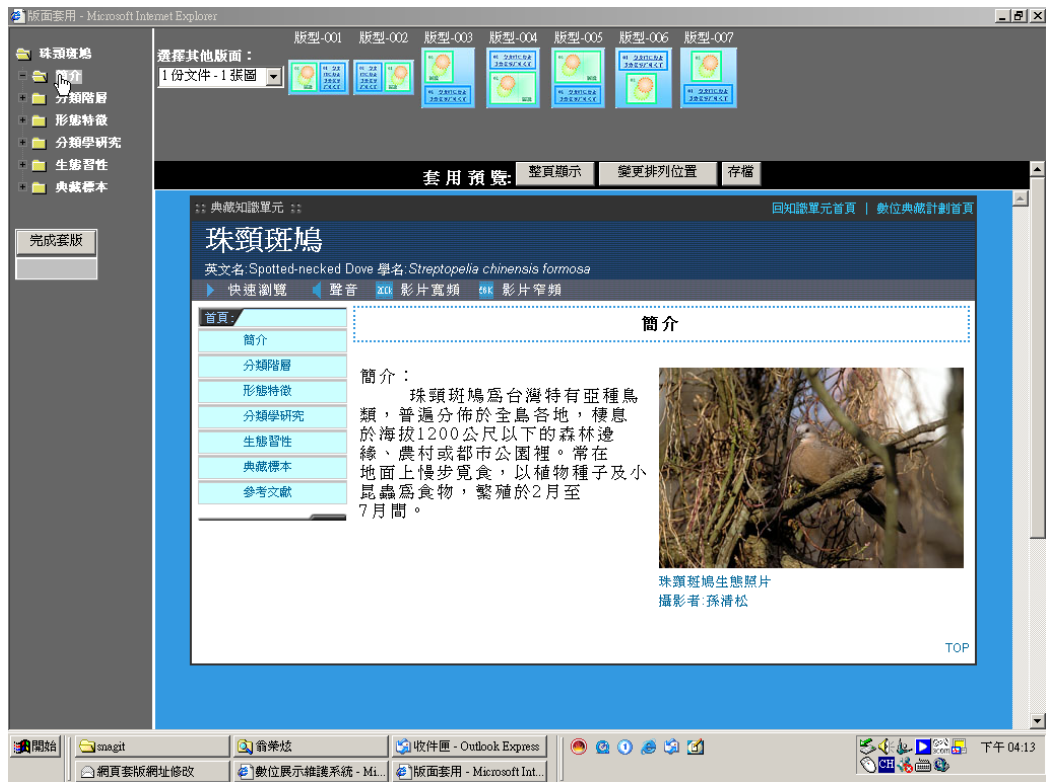 版面套用 - Microsoft Internet Explorer
珠頸斑鳩
簡介
分類階層
形態特徵
分類學研究
生態習性
典藏標本
完成套版
選擇其他版面：
1份文件-1張圖
版型-001 版型-002 版型-003 版型-004 版型-005 版型-006 版型-007
套用預覽: 整頁顯示 變更排列位置 存檔
:: 典藏知識單元 ::
回知識單元首頁 | 數位典藏計劃首頁
珠頸斑鳩
英文名:Spotted-necked Dove 學名:Streptopelia chinensis formosa
快速瀏覽 聲音 影片寬頻 影片窄頻
首頁:
簡介
分類階層
形態特徵
分類學研究
生態習性
典藏標本
參考文獻
簡介
簡介：
珠頸斑鳩為台灣特有亞種鳥
類，普遍分佈於全島各地，棲息
於海拔1200公尺以下的森林邊
緣、農村或都市公園裡。常在
地面上慢步覓食，以植物種子及小
昆蟲為食物，繁殖於2月至
7月間。
珠頸斑鳩生態照片
攝影者:孫清松
TOP
開始 snagit 翁榮炫 收件匣 - Outlook Express 下午 04:13
網頁套版網址修改 數位展示維護系統 - Mi... 版面套用 - Microsoft Int... CH